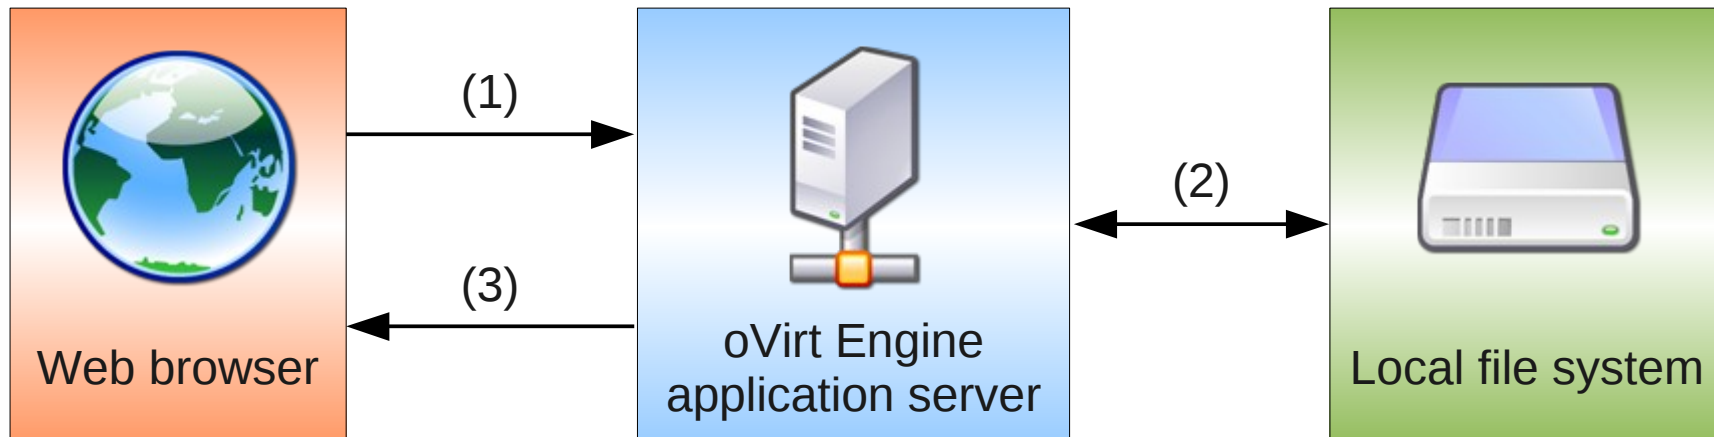 (1)
(2)
(3)
Web browser
oVirt Engine
application server
Local file system